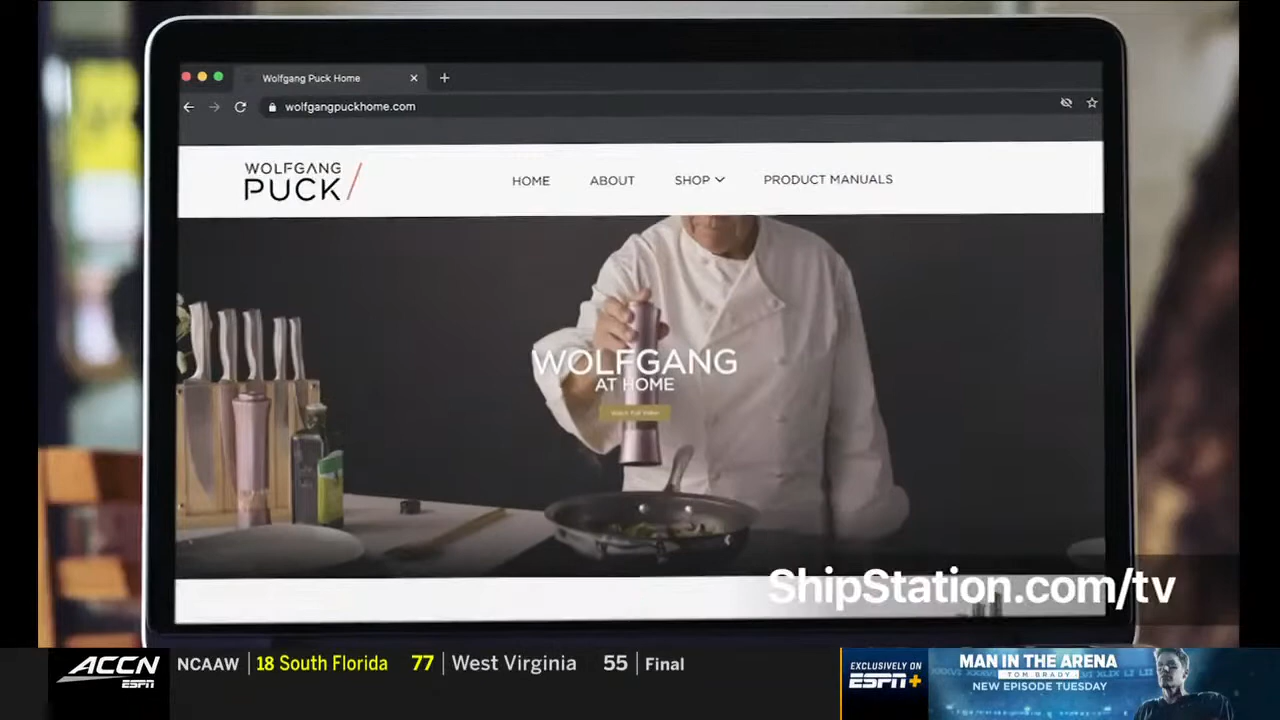 Wolfgang Puck Home
wolfgangpuckhome.com
WOLFGANG
PUCK/
HOME ABOUT SHOP PRODUCT MANUALS
WOLFGANG
AT HOME
ShipStation.com/tv
ACCN
ESPN
NCAAW 18 South Florida 77 West Virginia 55 Final
EXCLUSIVELY ON
ESPN+
MAN IN THE ARENA
TOM BRADY
NEW EPISODE TUESDAY